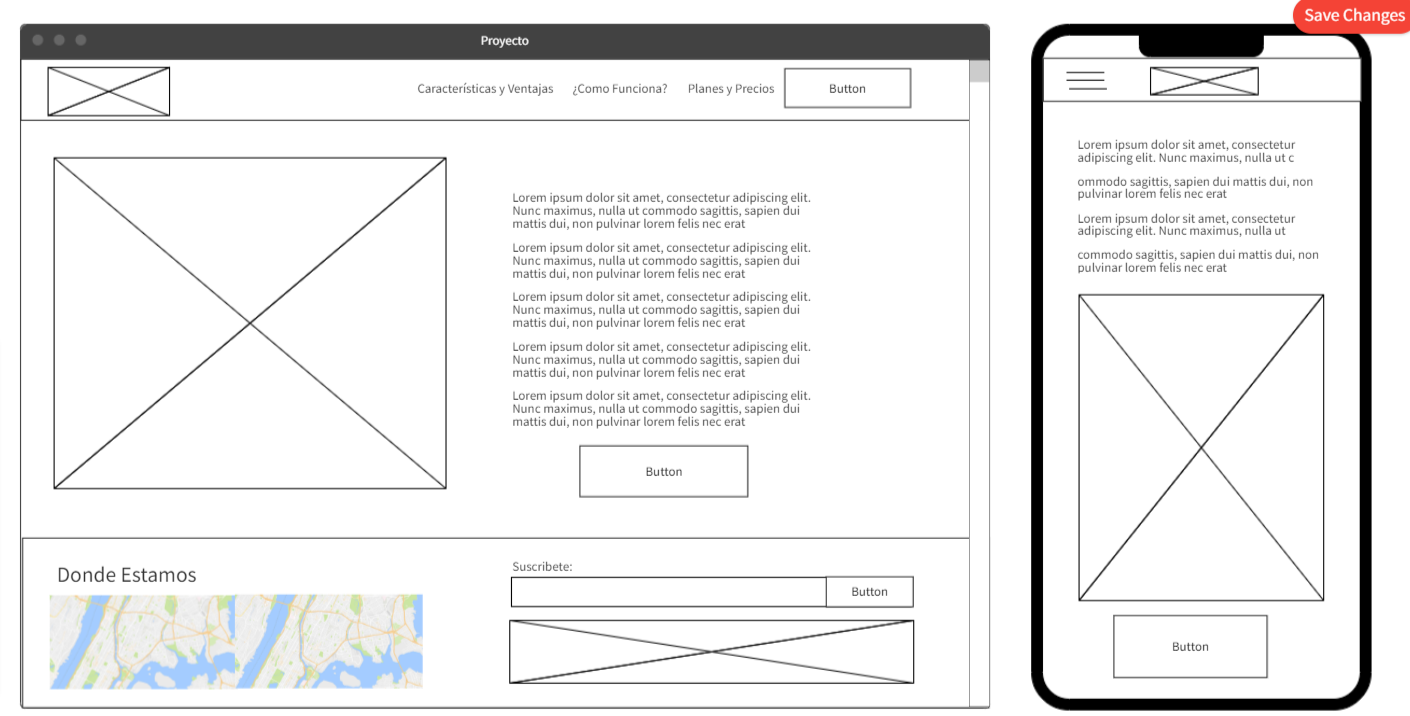 Save Changes
Proyecto
Características y Ventajas
¿Como Funciona?
Planes y Precios
Button
Lorem ipsum dolor sit amet, consectetur adipiscing elit.
Nunc maximus, nulla ut commodo sagittis, sapien dui
mattis dui, non pulvinar lorem felis nec erat
Lorem ipsum dolor sit amet, consectetur adipiscing elit.
Nunc maximus, nulla ut commodo sagittis, sapien dui
mattis dui, non pulvinar lorem felis nec erat
Lorem ipsum dolor sit amet, consectetur adipiscing elit.
Nunc maximus, nulla ut commodo sagittis, sapien dui
mattis dui, non pulvinar lorem felis nec erat
Lorem ipsum dolor sit amet, consectetur adipiscing elit.
Nunc maximus, nulla ut commodo sagittis, sapien dui
mattis dui, non pulvinar lorem felis nec erat
Lorem ipsum dolor sit amet, consectetur adipiscing elit.
Nunc maximus, nulla ut commodo sagittis, sapien dui
mattis dui, non pulvinar lorem felis nec erat
Button
Donde Estamos
Suscribete:
Button
Lorem ipsum dolor sit amet, consectetur
adipiscing elit. Nunc maximus, nulla ut c
ommodo sagittis, sapien dui mattis dui, non
pulvinar lorem felis nec erat
Lorem ipsum dolor sit amet, consectetur
adipiscing elit. Nunc maximus, nulla ut
commodo sagittis, sapien dui mattis dui, non
pulvinar lorem felis nec erat
Button